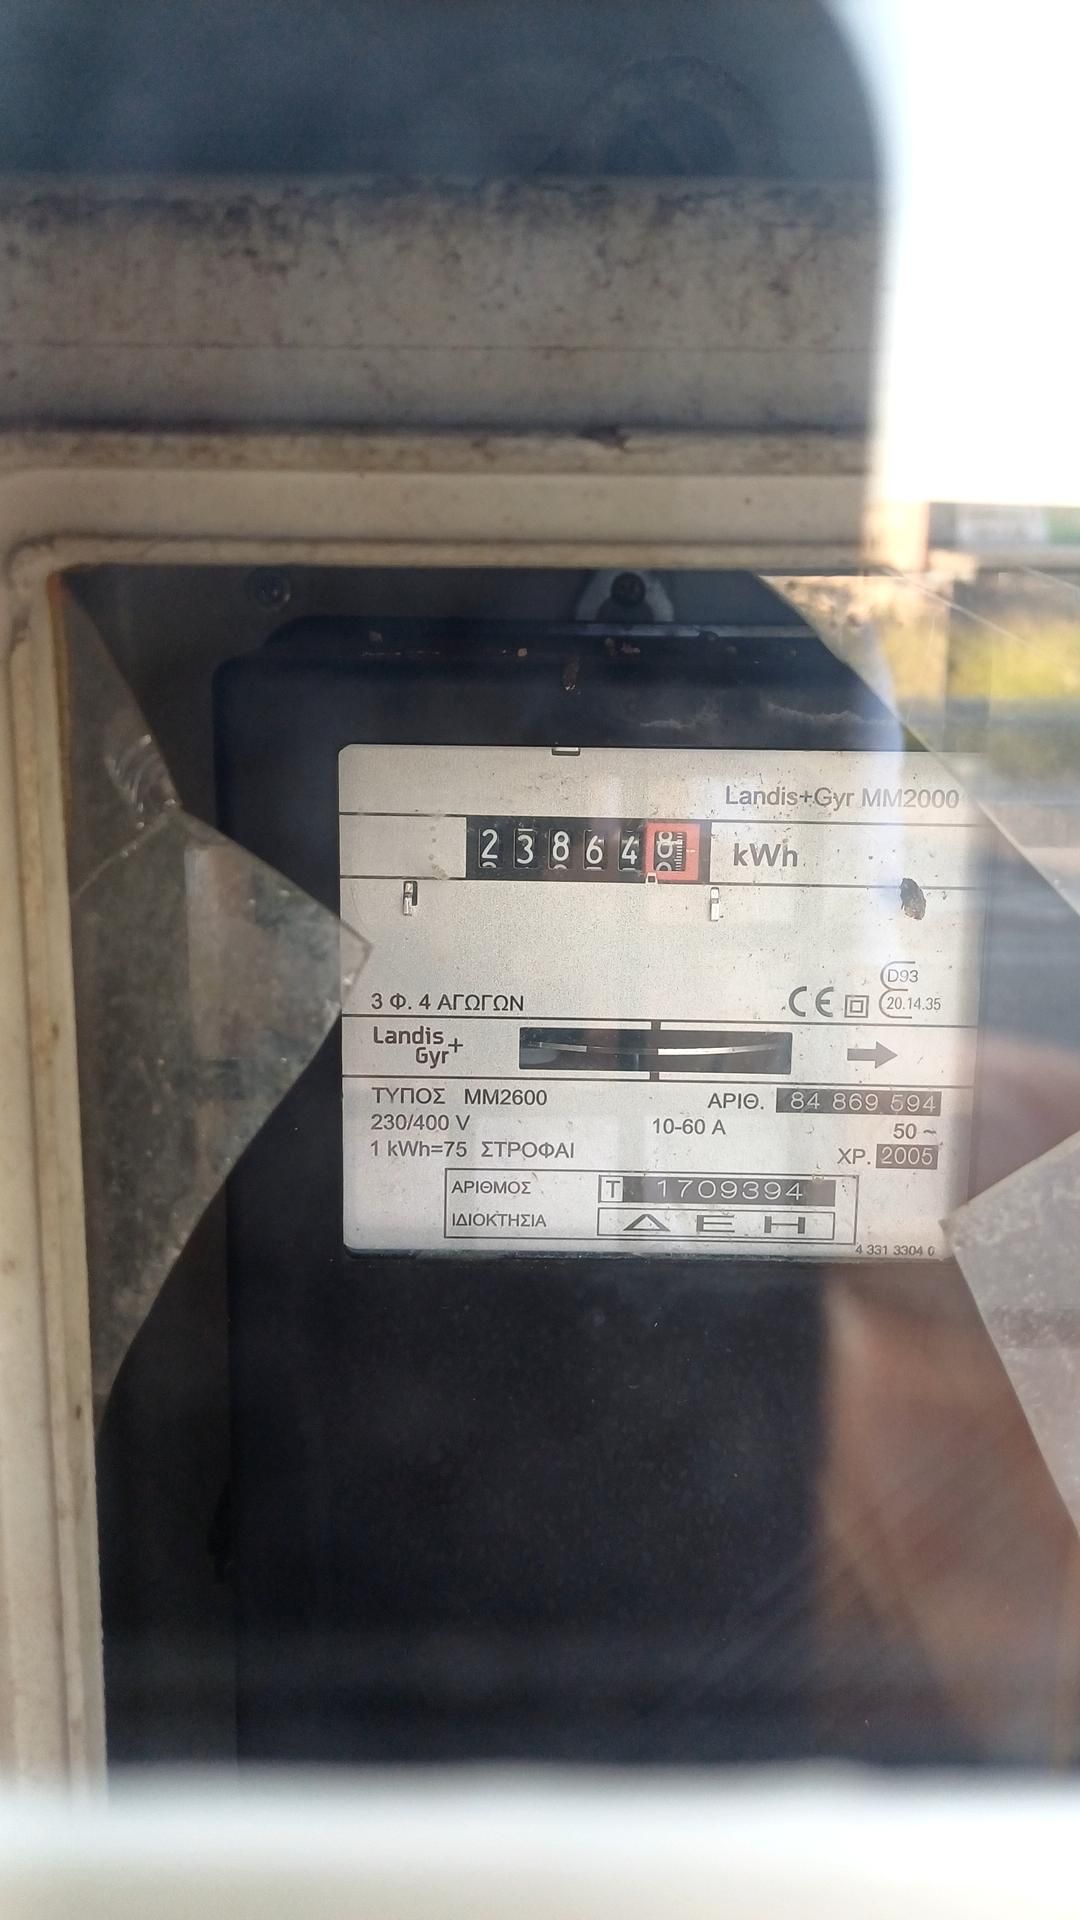 Landis+Gyr MM2000
23864 8 kWh
D93
CE 20.14.35
3 Φ. 4 ΑΓΩΓΩΝ
Landis+
Gyr
ΤΥΠΟΣ MM2600 ΑΡΙΘ. 84 869 594
230/400 V 10-60 A 50 ~
1 kWh=75 ΣΤΡΟΦΑΙ ΧΡ. 2005
ΑΡΙΘΜΟΣ T 1709394
ΙΔΙΟΚΤΗΣΙΑ ΔΕΗ
4 331 3304 0